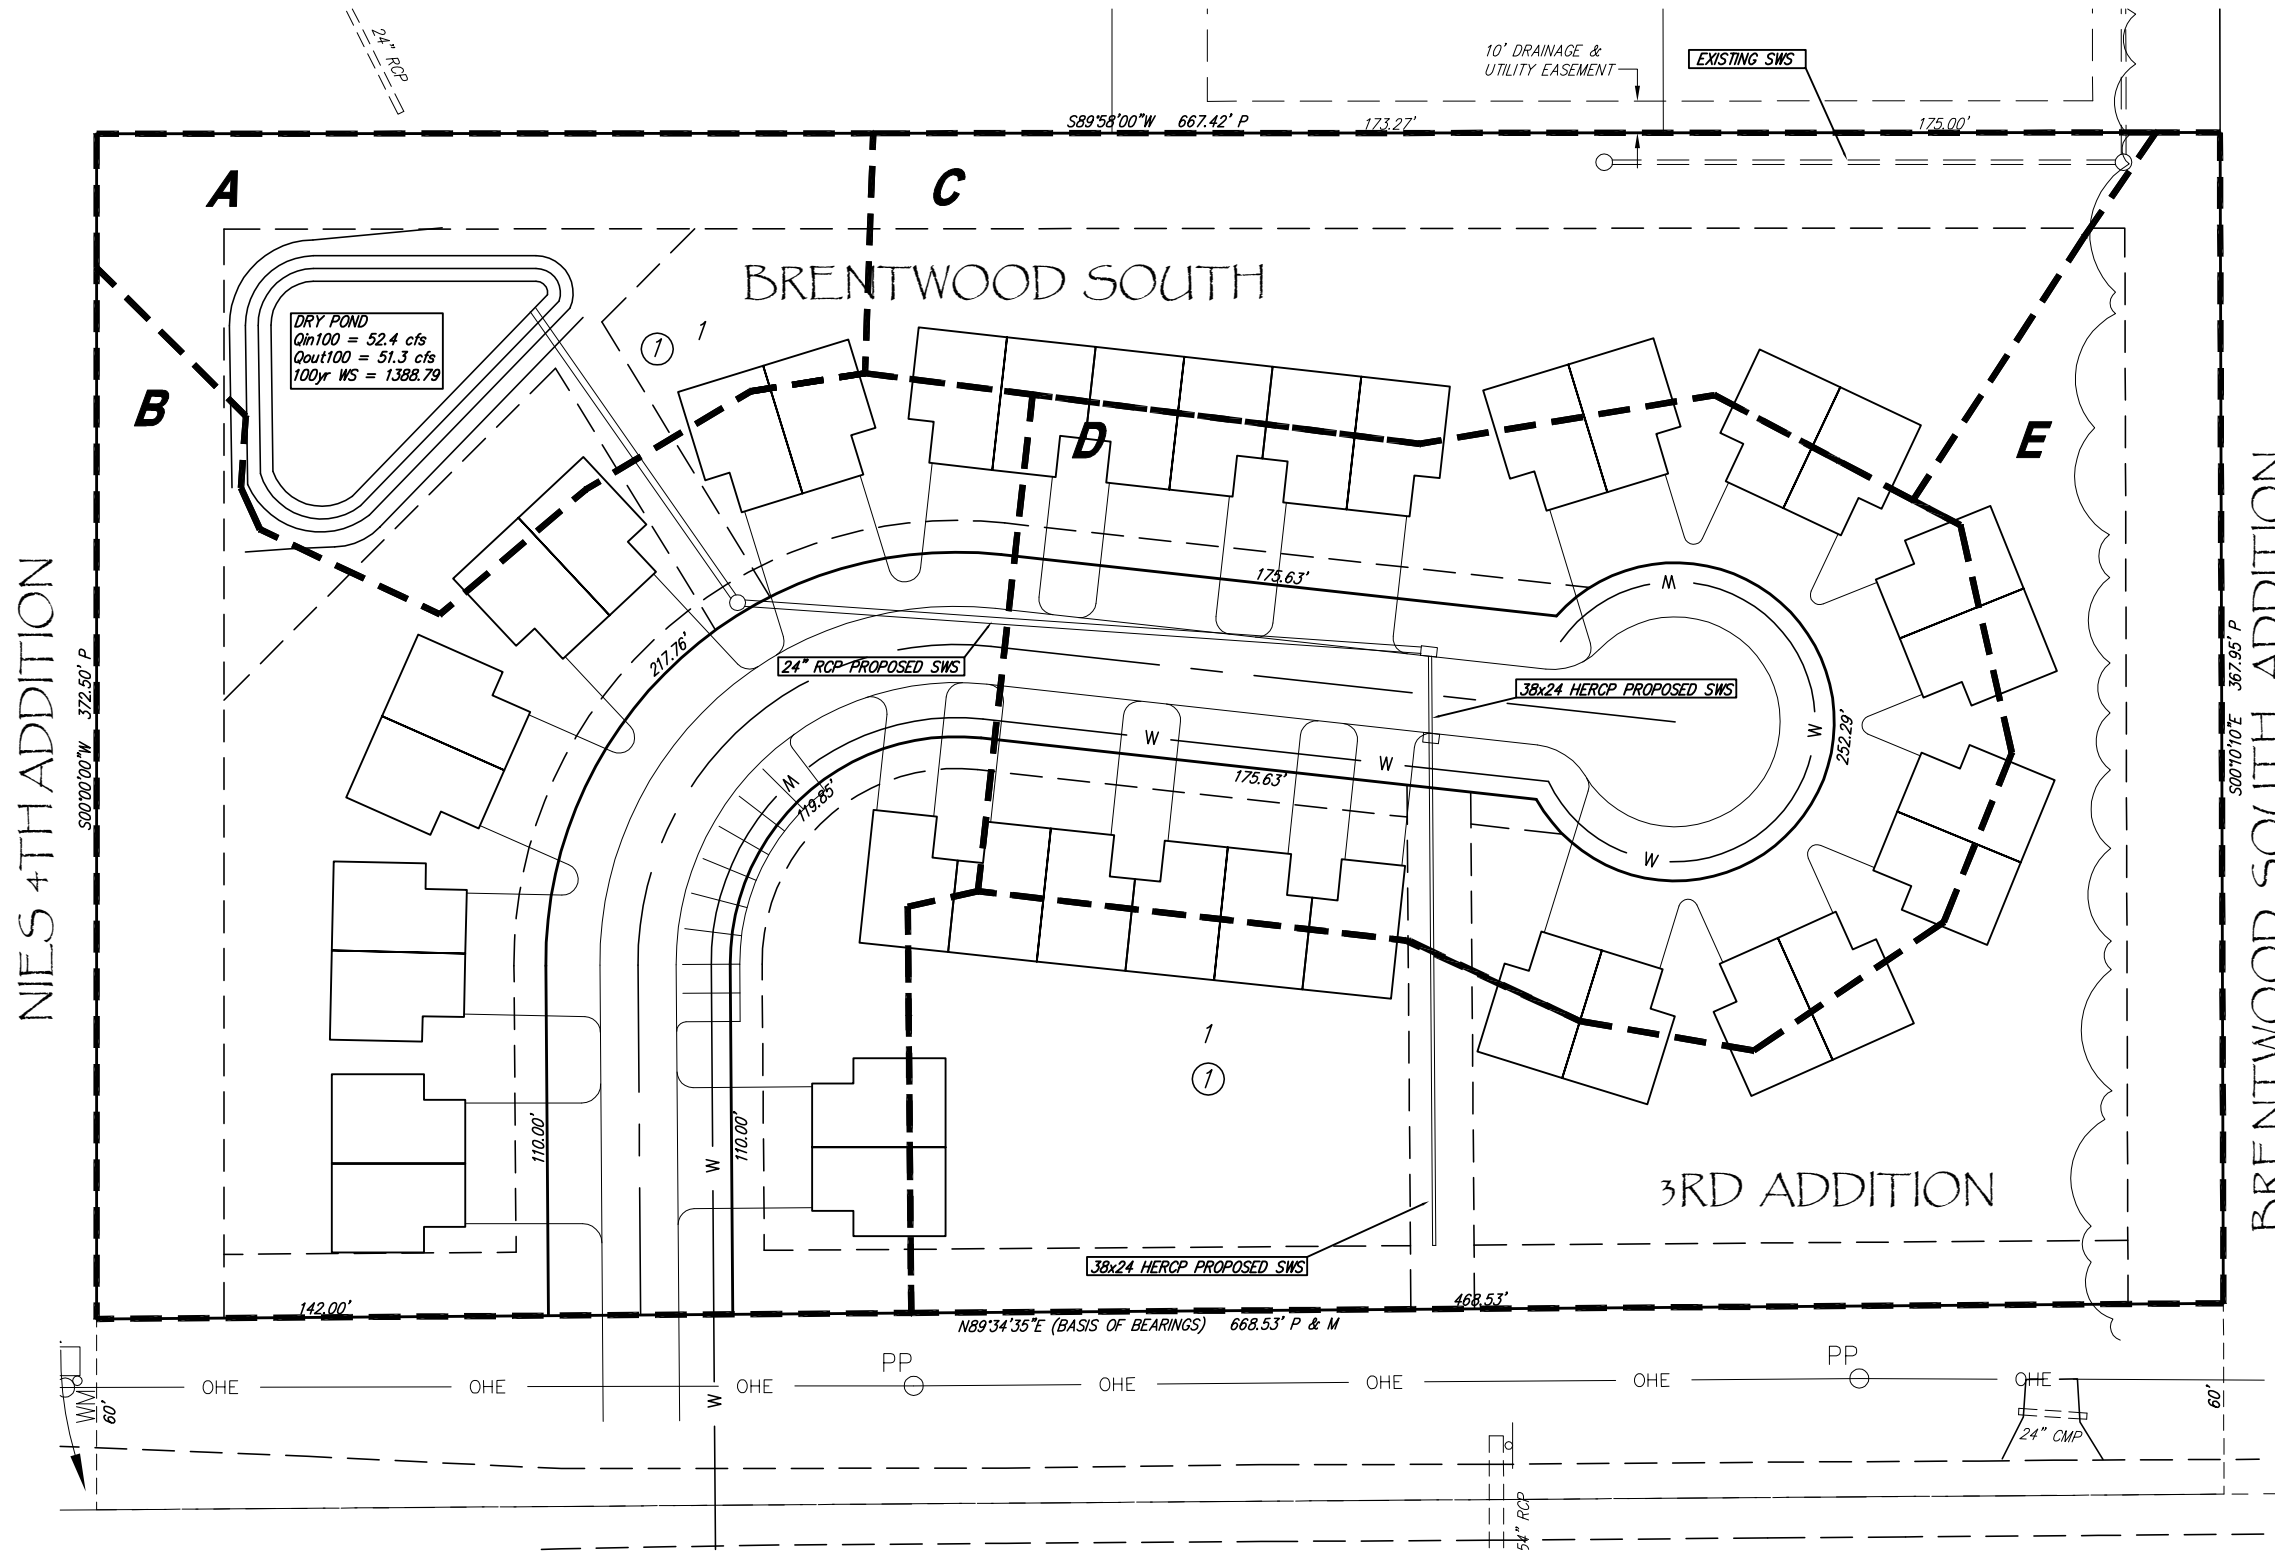 24" RCP
10' DRAINAGE &
UTILITY EASEMENT
EXISTING SWS
S89°58'00"W 667.42' P
173.27'
175.00'
A
C
BRENTWOOD SOUTH
DRY POND
Qin100 = 52.4 cfs
Qout100 = 51.3 cfs
100yr WS = 1388.79
1
1
B
D
E
NIES 4TH ADDITION
S00°00'00"W 372.50' P
175.63'
W
217.76'
24" RCP PROPOSED SWS
38x24 HERCP PROPOSED SWS
W
W
W
252.29'
S00°10'10"E 367.95' P
BRENTWOOD SOUTH ADDITION
W
119.85'
175.63'
W
1
1
110.00'
110.00'
W
3RD ADDITION
38x24 HERCP PROPOSED SWS
142.00'
468.53'
N89°34'35"E (BASIS OF BEARINGS) 668.53' P & M
PP
PP
OHE
OHE
OHE
OHE
OHE
OHE
OHE
WM
60'
W
60'
24" CMP
54" RCP